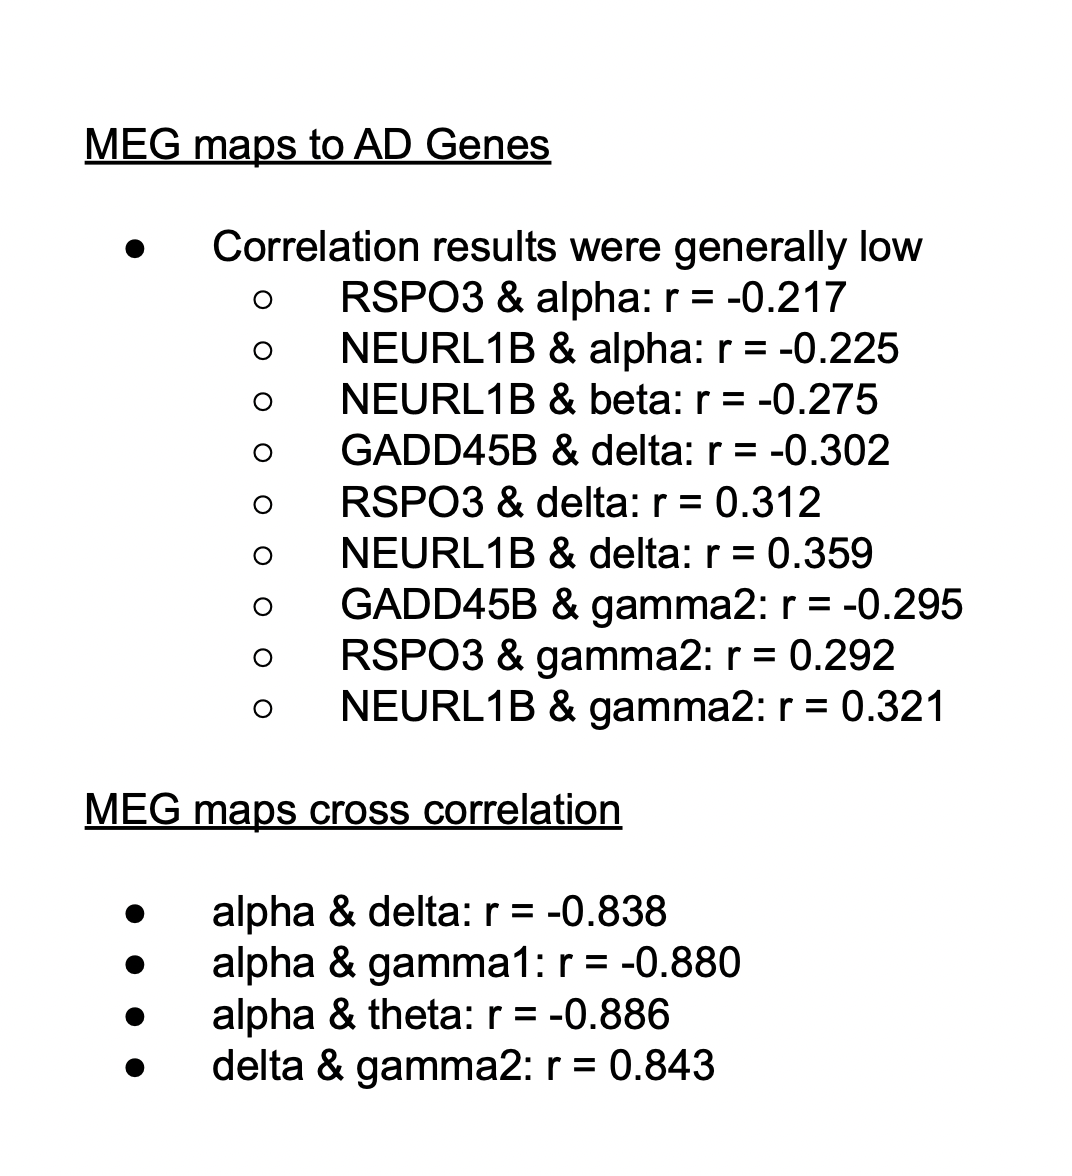 MEG maps to AD Genes
● Correlation results were generally low
○ RSPO3 & alpha: r = -0.217
○ NEURL1B & alpha: r = -0.225
○ NEURL1B & beta: r = -0.275
○ GADD45B & delta: r = -0.302
○ RSPO3 & delta: r = 0.312
○ NEURL1B & delta: r = 0.359
○ GADD45B & gamma2: r = -0.295
○ RSPO3 & gamma2: r = 0.292
○ NEURL1B & gamma2: r = 0.321
MEG maps cross correlation
● alpha & delta: r = -0.838
● alpha & gamma1: r = -0.880
● alpha & theta: r = -0.886
● delta & gamma2: r = 0.843